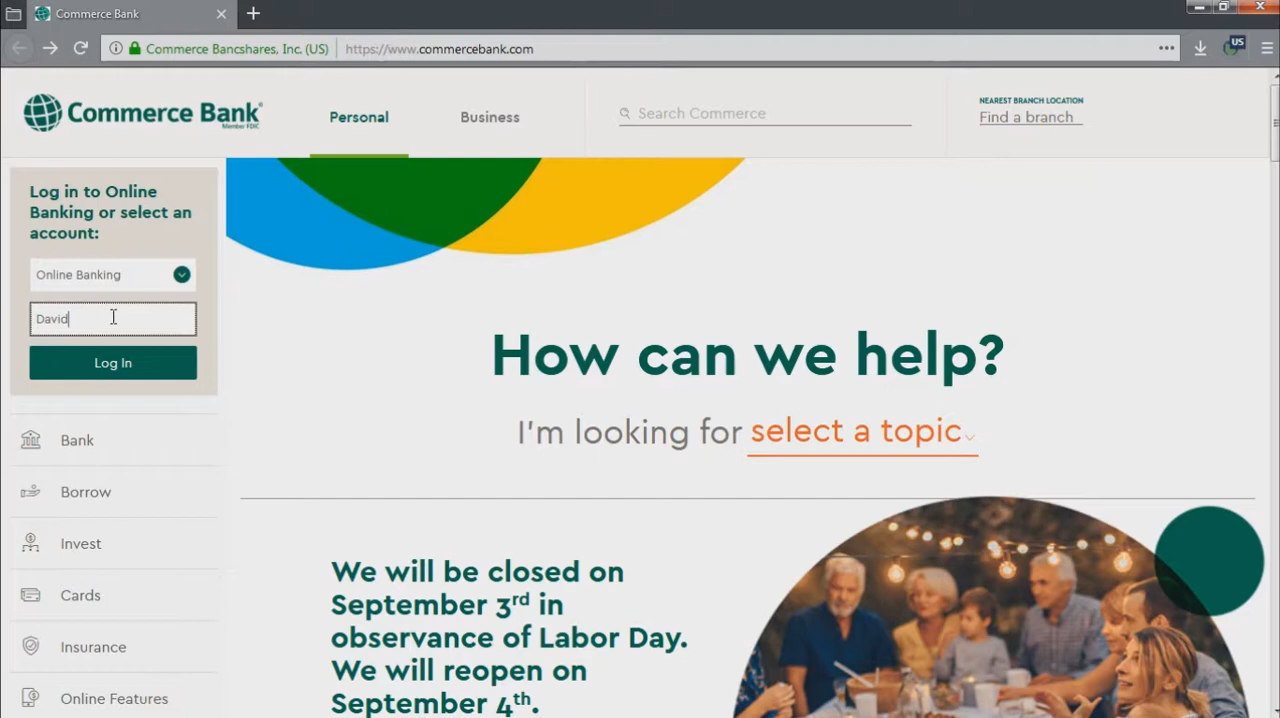 Commerce Bank
Commerce Bancshares, Inc. (US)
https://www.commercebank.com
US
Commerce Bank
Member FDIC
Personal
Business
Search Commerce
NEAREST BRANCH LOCATION
Find a branch
Log in to Online
Banking or select an
account:
Online Banking
David
Log In
Bank
Borrow
Invest
Cards
Insurance
Online Features
How can we help?
I'm looking for select a topic
We will be closed on
September 3rd in
observance of Labor Day.
We will reopen on
September 4th.